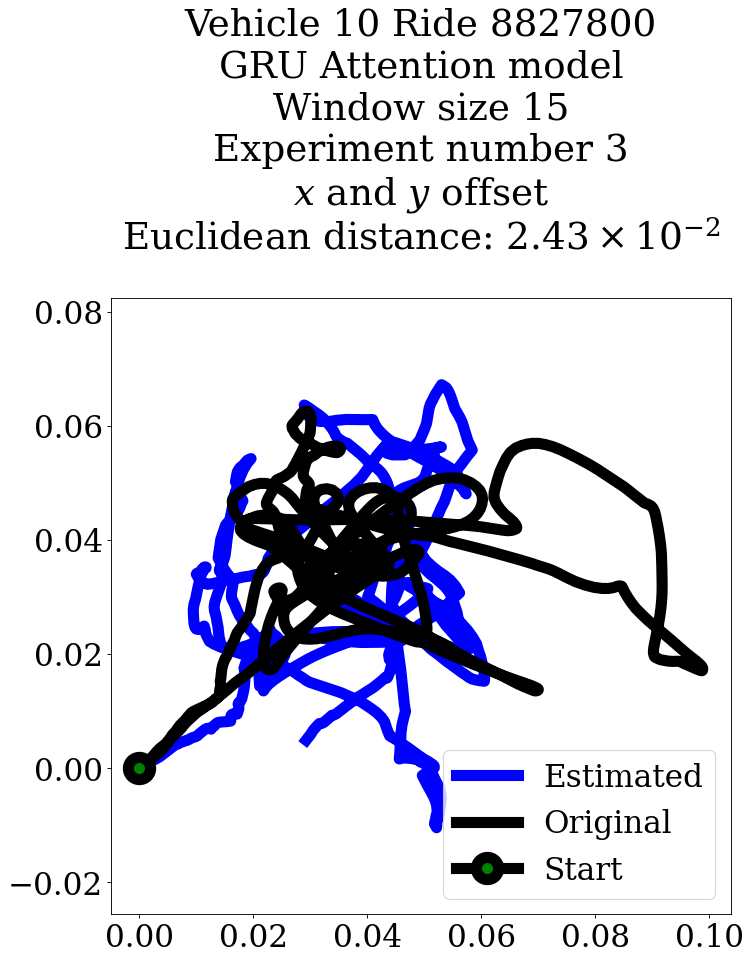 Vehicle 10 Ride 8827800
GRU Attention model
Window size 15
Experiment number 3
x and y offset
Euclidean distance: 2.43 × 10⁻²
0.08
0.06
0.04
0.02
0.00
−0.02
Estimated
Original
Start
0.00 0.02 0.04 0.06 0.08 0.10